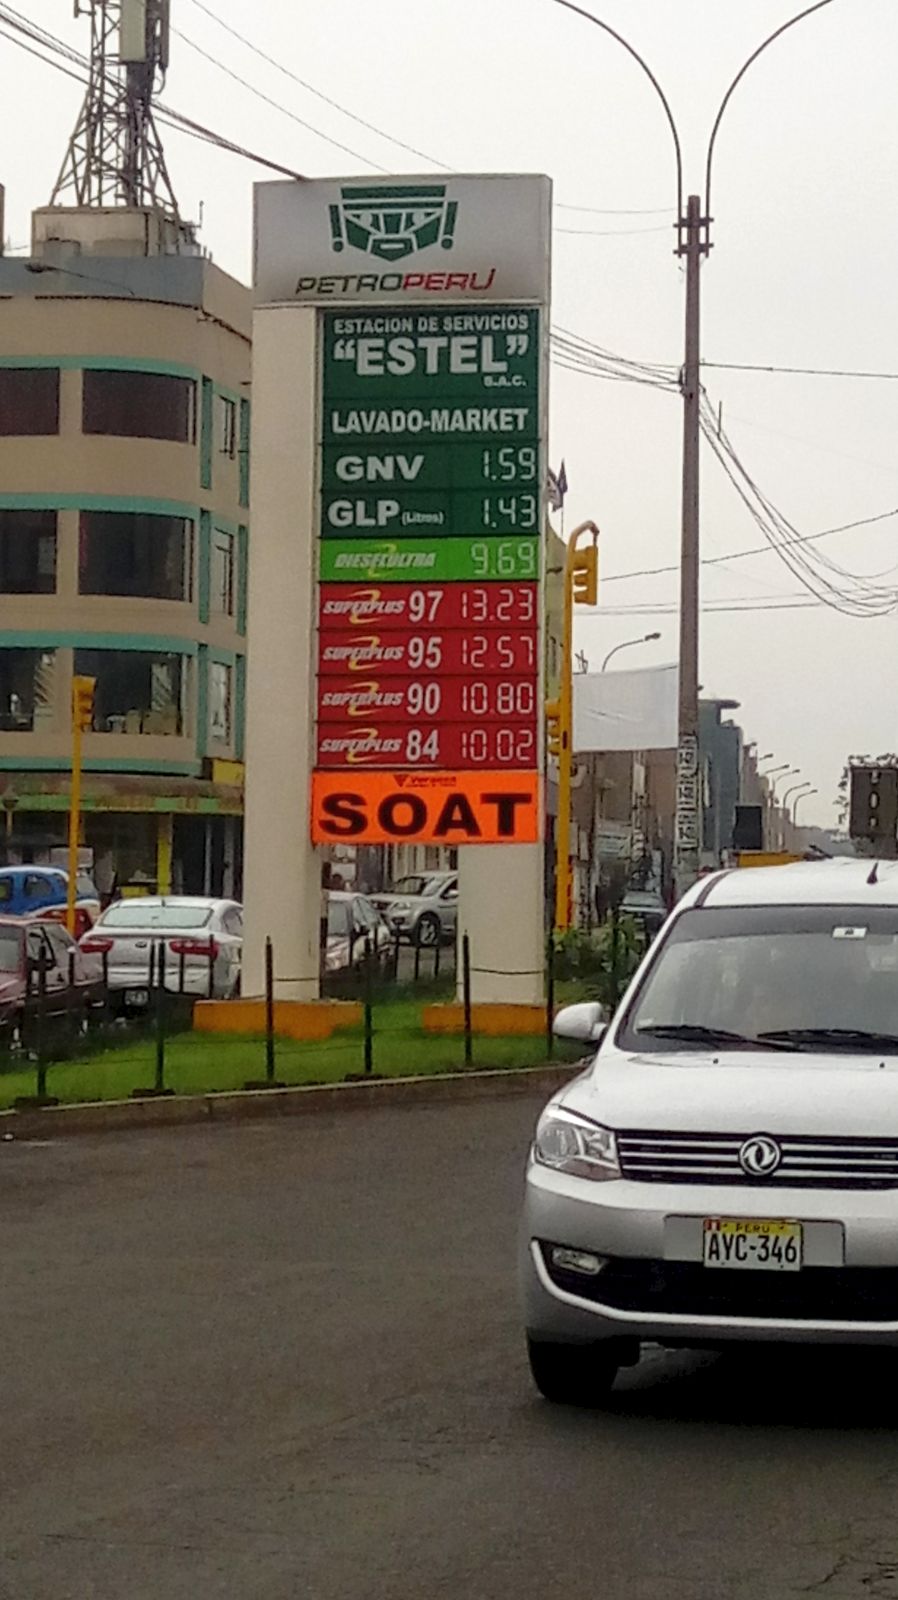 PETROPERÚ
ESTACION DE SERVICIOS
“ESTEL”
S.A.C.
LAVADO-MARKET
GNV 1.59
GLP (Litros) 1.43
DIESEL ULTRA 9.69
SUPERPLUS 97 13.23
SUPERPLUS 95 12.57
SUPERPLUS 90 10.80
SUPERPLUS 84 10.02
SOAT
PERU
AYC-346